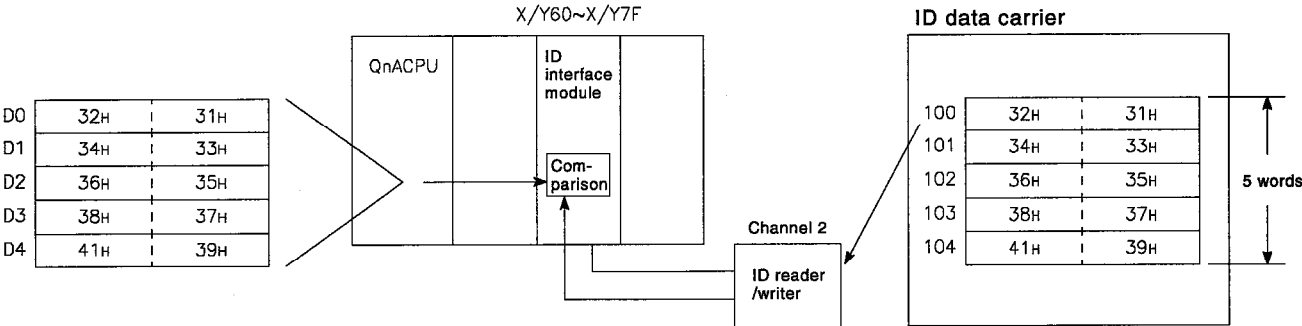 X/Y60~X/Y7F
ID data carrier
QnACPU
ID
interface
module
D0 32H 31H
D1 34H 33H
D2 36H 35H
D3 38H 37H
D4 41H 39H
Com-
parison
Channel 2
ID reader
/writer
100 32H 31H
101 34H 33H
102 36H 35H
103 38H 37H
104 41H 39H
5 words